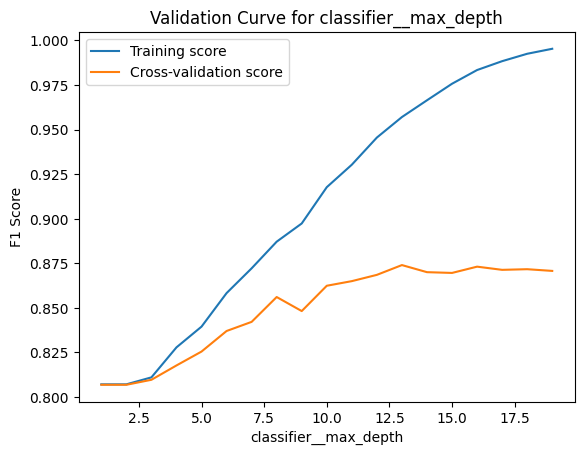 Validation Curve for classifier__max_depth
Training score
Cross-validation score
F1 Score
1.000
0.975
0.950
0.925
0.900
0.875
0.850
0.825
0.800
2.5 5.0 7.5 10.0 12.5 15.0 17.5
classifier__max_depth